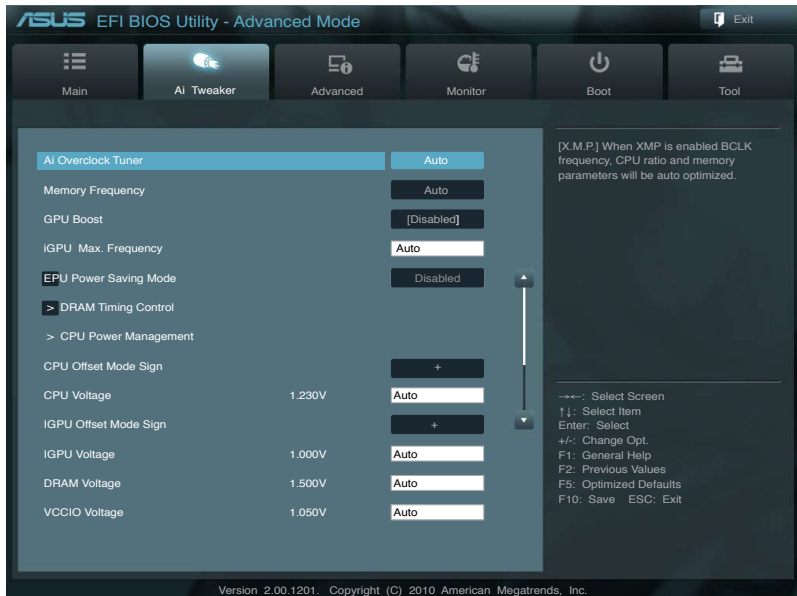 ASUS EFI BIOS Utility - Advanced Mode
Exit
Main
Ai Tweaker
Advanced
Monitor
Boot
Tool
Ai Overclock Tuner Auto
Memory Frequency Auto
GPU Boost [Disabled]
iGPU Max. Frequency Auto
EPU Power Saving Mode Disabled
> DRAM Timing Control
> CPU Power Management
CPU Offset Mode Sign +
CPU Voltage 1.230V Auto
IGPU Offset Mode Sign +
IGPU Voltage 1.000V Auto
DRAM Voltage 1.500V Auto
VCCIO Voltage 1.050V Auto
[X.M.P.] When XMP is enabled BCLK
frequency, CPU ratio and memory
parameters will be auto optimized.
→←: Select Screen
↑↓: Select Item
Enter: Select
+/-: Change Opt.
F1: General Help
F2: Previous Values
F5: Optimized Defaults
F10: Save ESC: Exit
Version 2.00.1201. Copyright (C) 2010 American Megatrends, Inc.